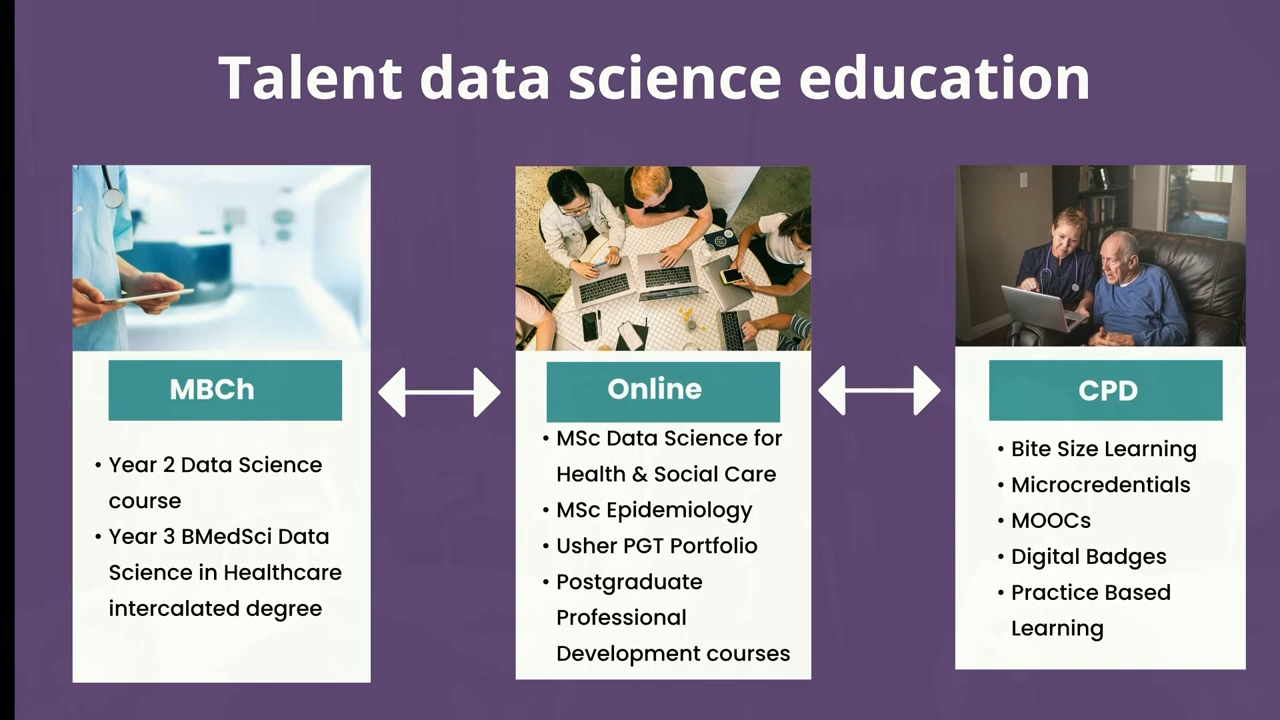 Talent data science education
MBCh
• Year 2 Data Science
course
• Year 3 BMedSci Data
Science in Healthcare
intercalated degree
Online
• MSc Data Science for
Health & Social Care
• MSc Epidemiology
• Usher PGT Portfolio
• Postgraduate
Professional
Development courses
CPD
• Bite Size Learning
• Microcredentials
• MOOCs
• Digital Badges
• Practice Based
Learning